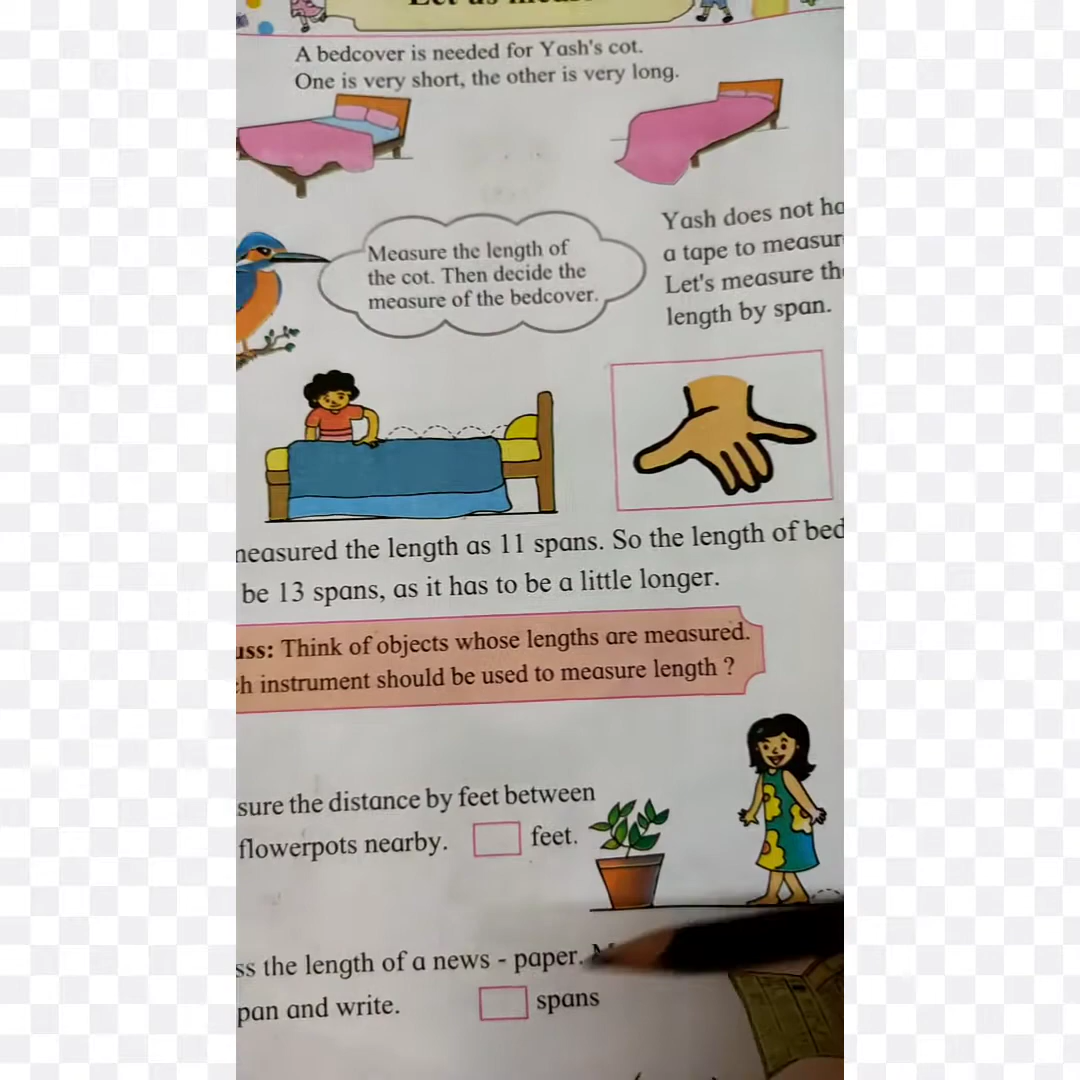 Let us
A bedcover is needed for Yash's cot.
One is very short, the other is very long.
Measure the length of
the cot. Then decide the
measure of the bedcover.
Yash does not ha
a tape to measur
Let's measure th
length by span.
measured the length as 11 spans. So the length of bed
be 13 spans, as it has to be a little longer.
uss: Think of objects whose lengths are measured.
ch instrument should be used to measure length ?
sure the distance by feet between
flowerpots nearby. feet.
ss the length of a news - paper.
pan and write. spans